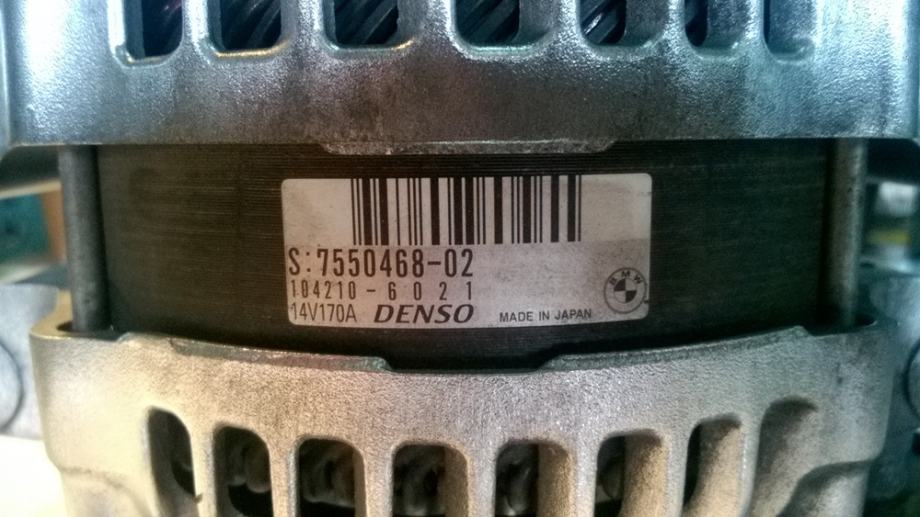 S:7550468-02
104210-6021
14V170A DENSO MADE IN JAPAN
BMW